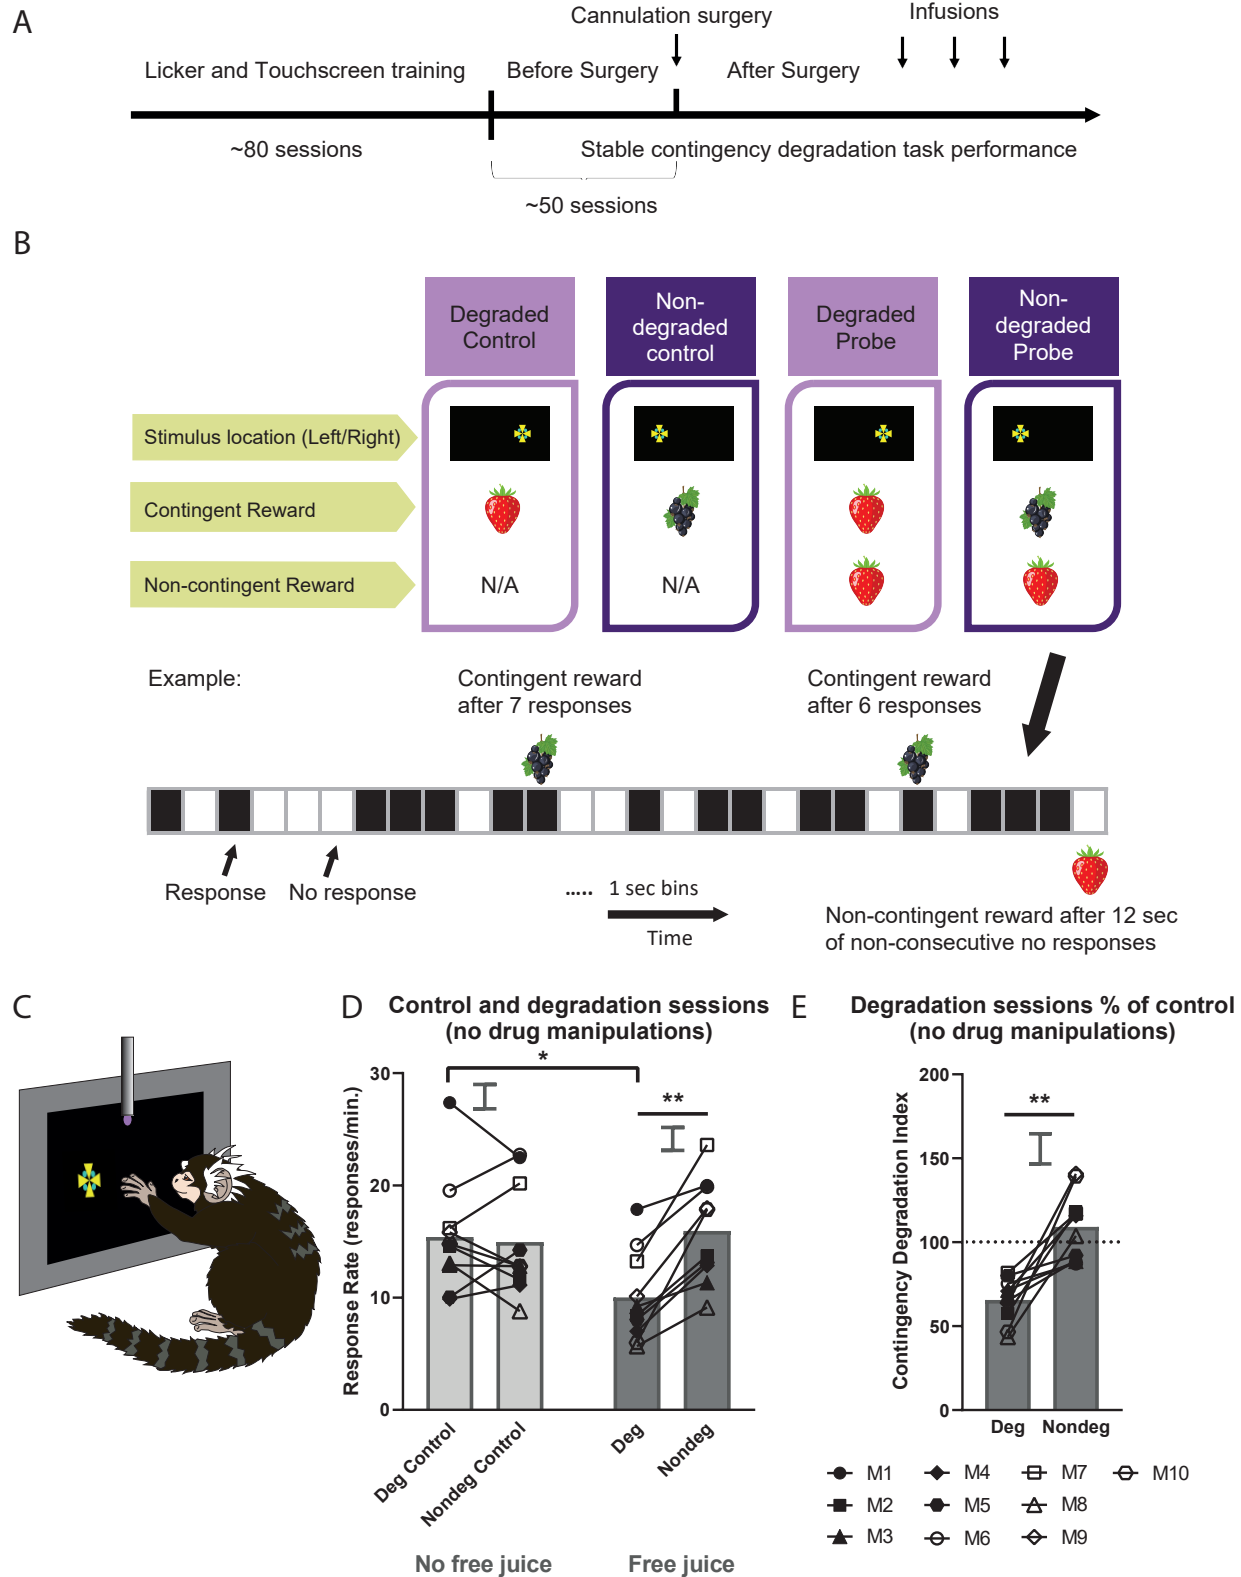 A
Cannulation surgery
Infusions
Licker and Touchscreen training
Before Surgery
After Surgery
~80 sessions
Stable contingency degradation task performance
~50 sessions
B
Degraded
Control
Non-
degraded
control
Degraded
Probe
Non-
degraded
Probe
Stimulus location (Left/Right)
Contingent Reward
Non-contingent Reward
N/A
N/A
Example:
Contingent reward
after 7 responses
Contingent reward
after 6 responses
Response
No response
..... 1 sec bins
Time
Non-contingent reward after 12 sec
of non-consecutive no responses
C
D
Control and degradation sessions
(no drug manipulations)
Response Rate (responses/min.)
30
20
10
0
*
**
Deg Control
Nondeg Control
Deg
Nondeg
No free juice
Free juice
E
Degradation sessions % of control
(no drug manipulations)
Contingency Degradation Index
200
150
100
50
0
**
Deg
Nondeg
M1
M4
M7
M10
M2
M5
M8
M3
M6
M9